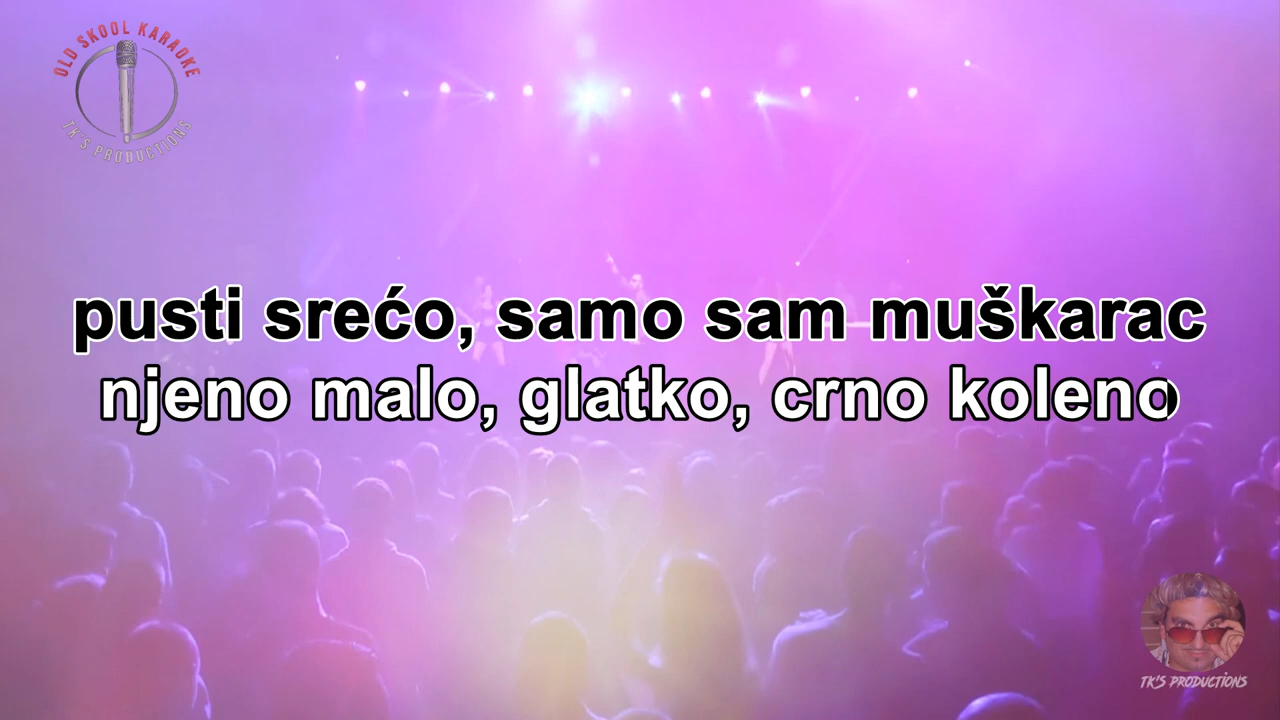 OLD SKOOL KARAOKE
TK'S PRODUCTIONS
pusti srećo, samo sam muškarac
njeno malo, glatko, crno koleno
TK'S PRODUCTIONS